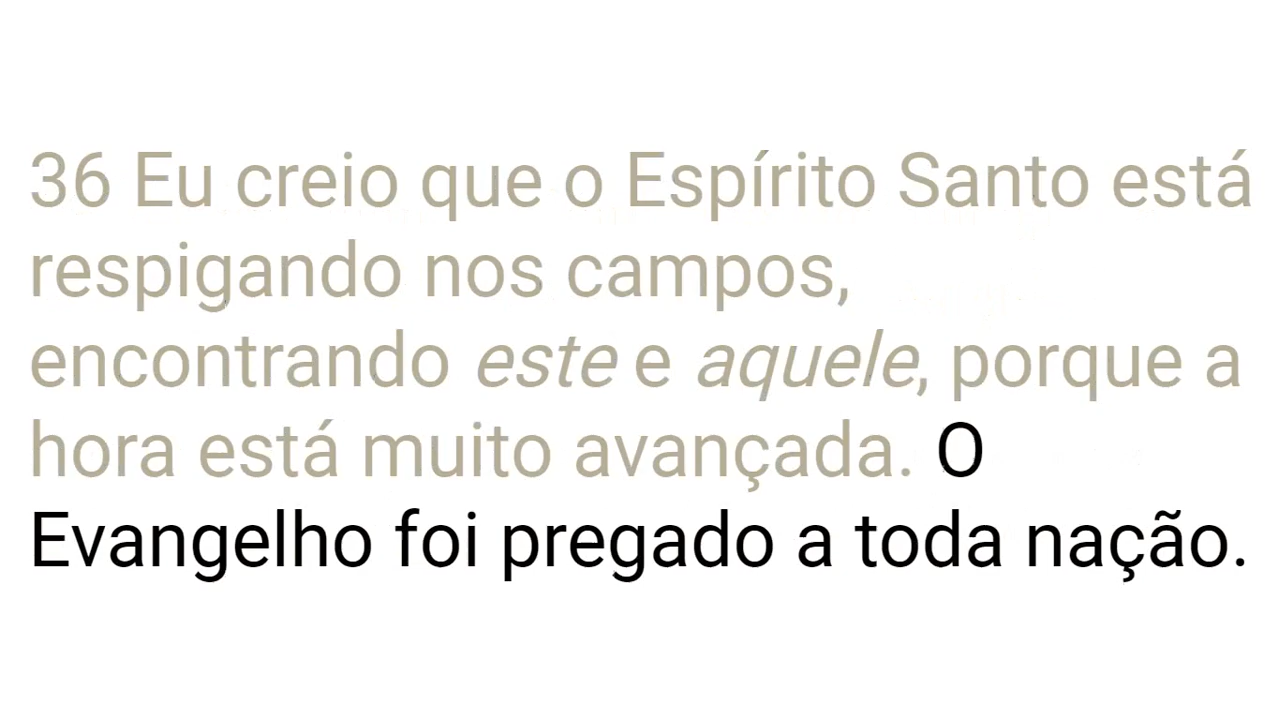 36 Eu creio que o Espírito Santo está
respigando nos campos,
encontrando este e aquele, porque a
hora está muito avançada. O
Evangelho foi pregado a toda nação.